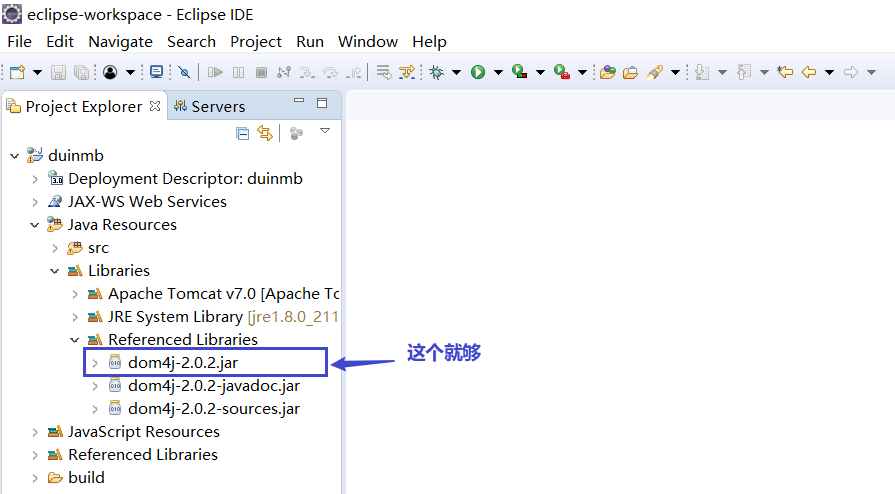 eclipse-workspace - Eclipse IDE
File Edit Navigate Search Project Run Window Help
Project Explorer Servers
duinmb
3.0 Deployment Descriptor: duinmb
JAX-WS Web Services
Java Resources
src
Libraries
Apache Tomcat v7.0 [Apache To
JRE System Library [jre1.8.0_211
Referenced Libraries
dom4j-2.0.2.jar
这个就够
dom4j-2.0.2-javadoc.jar
dom4j-2.0.2-sources.jar
JavaScript Resources
Referenced Libraries
build